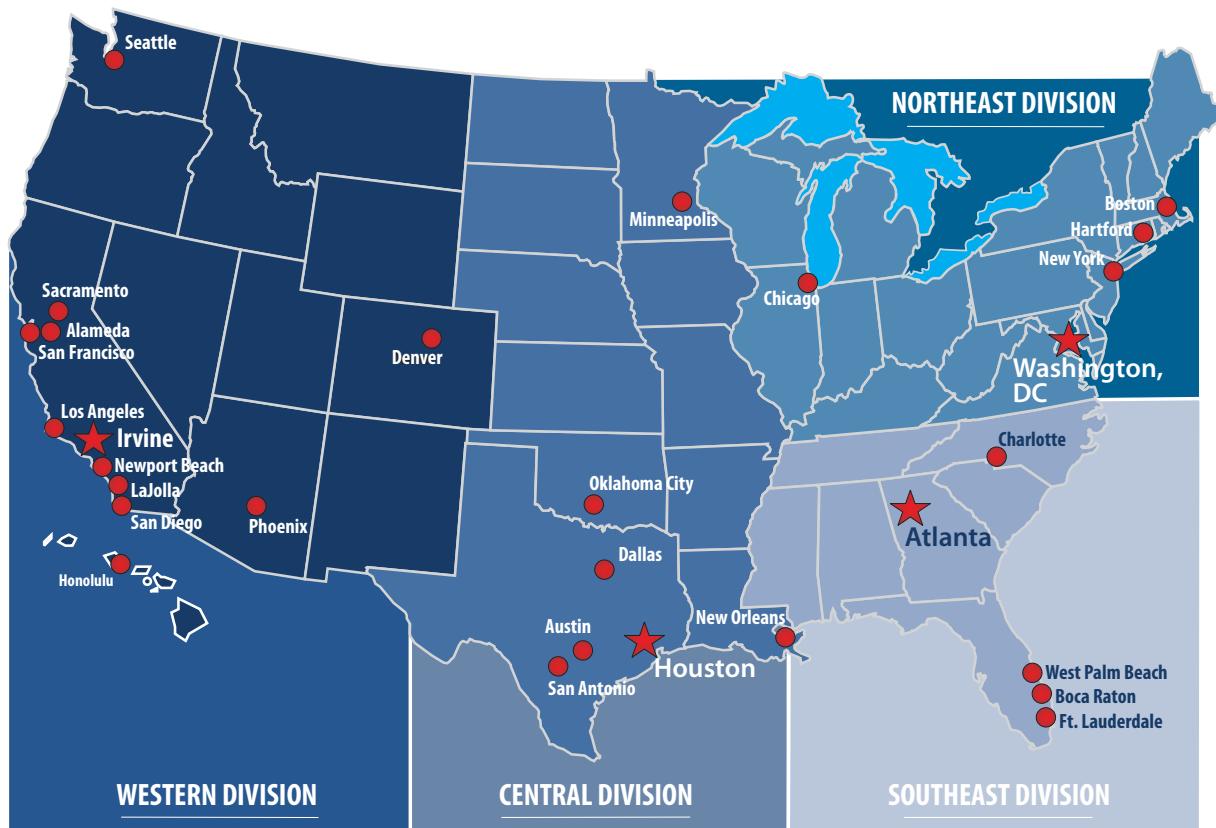 Seattle
NORTHEAST DIVISION
Minneapolis
Boston
Hartford
New York
Sacramento
Chicago
Alameda
San Francisco
Denver
Washington,
DC
Los Angeles
Irvine
Charlotte
Newport Beach
LaJolla
Oklahoma City
San Diego
Phoenix
Atlanta
Dallas
Honolulu
New Orleans
Austin
Houston
San Antonio
West Palm Beach
Boca Raton
Ft. Lauderdale
WESTERN DIVISION
CENTRAL DIVISION
SOUTHEAST DIVISION